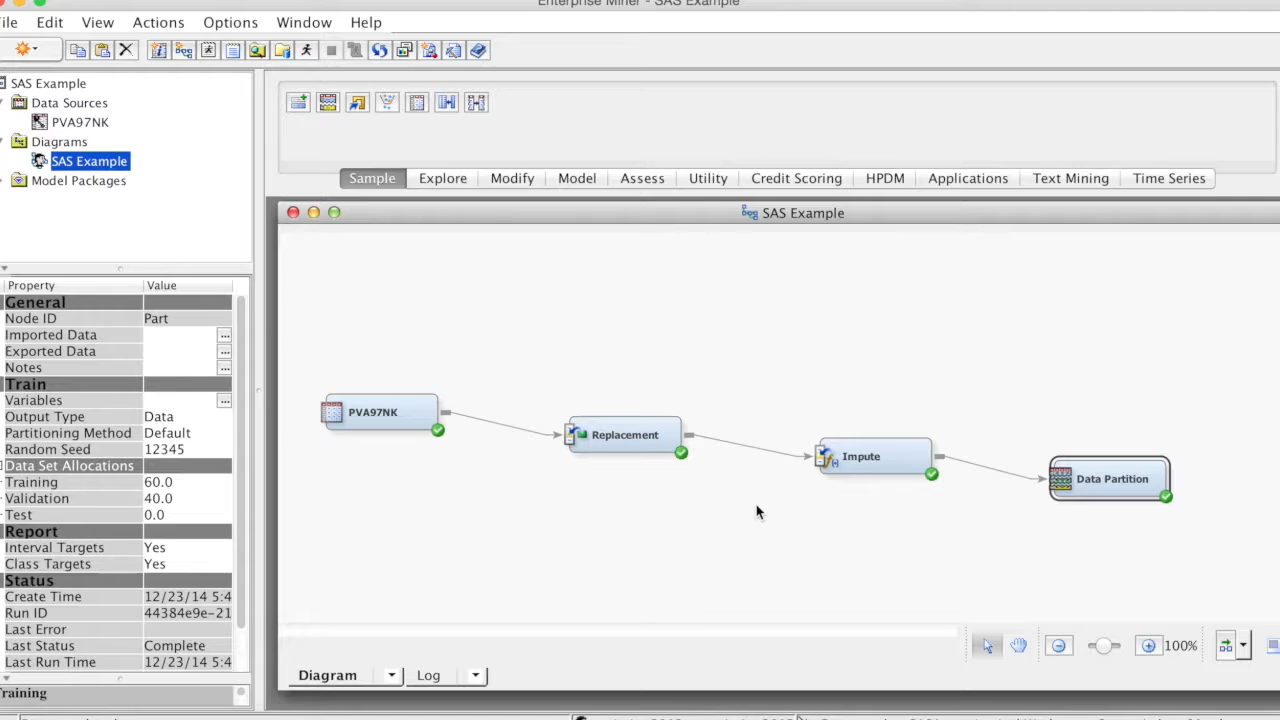 Enterprise Miner - SAS Example
File Edit View Actions Options Window Help
SAS Example
Data Sources
PVA97NK
Diagrams
SAS Example
Model Packages
Sample Explore Modify Model Assess Utility Credit Scoring HPDM Applications Text Mining Time Series
SAS Example
Property Value
General
Node ID Part
Imported Data ...
Exported Data ...
Notes ...
Train
Variables ...
Output Type Data
Partitioning Method Default
Random Seed 12345
Data Set Allocations
Training 60.0
Validation 40.0
Test 0.0
Report
Interval Targets Yes
Class Targets Yes
Status
Create Time 12/23/14 5:4
Run ID 44384e9e-21
Last Error
Last Status Complete
Last Run Time 12/23/14 5:4
Training
PVA97NK
Replacement
Impute
Data Partition
100%
Diagram Log